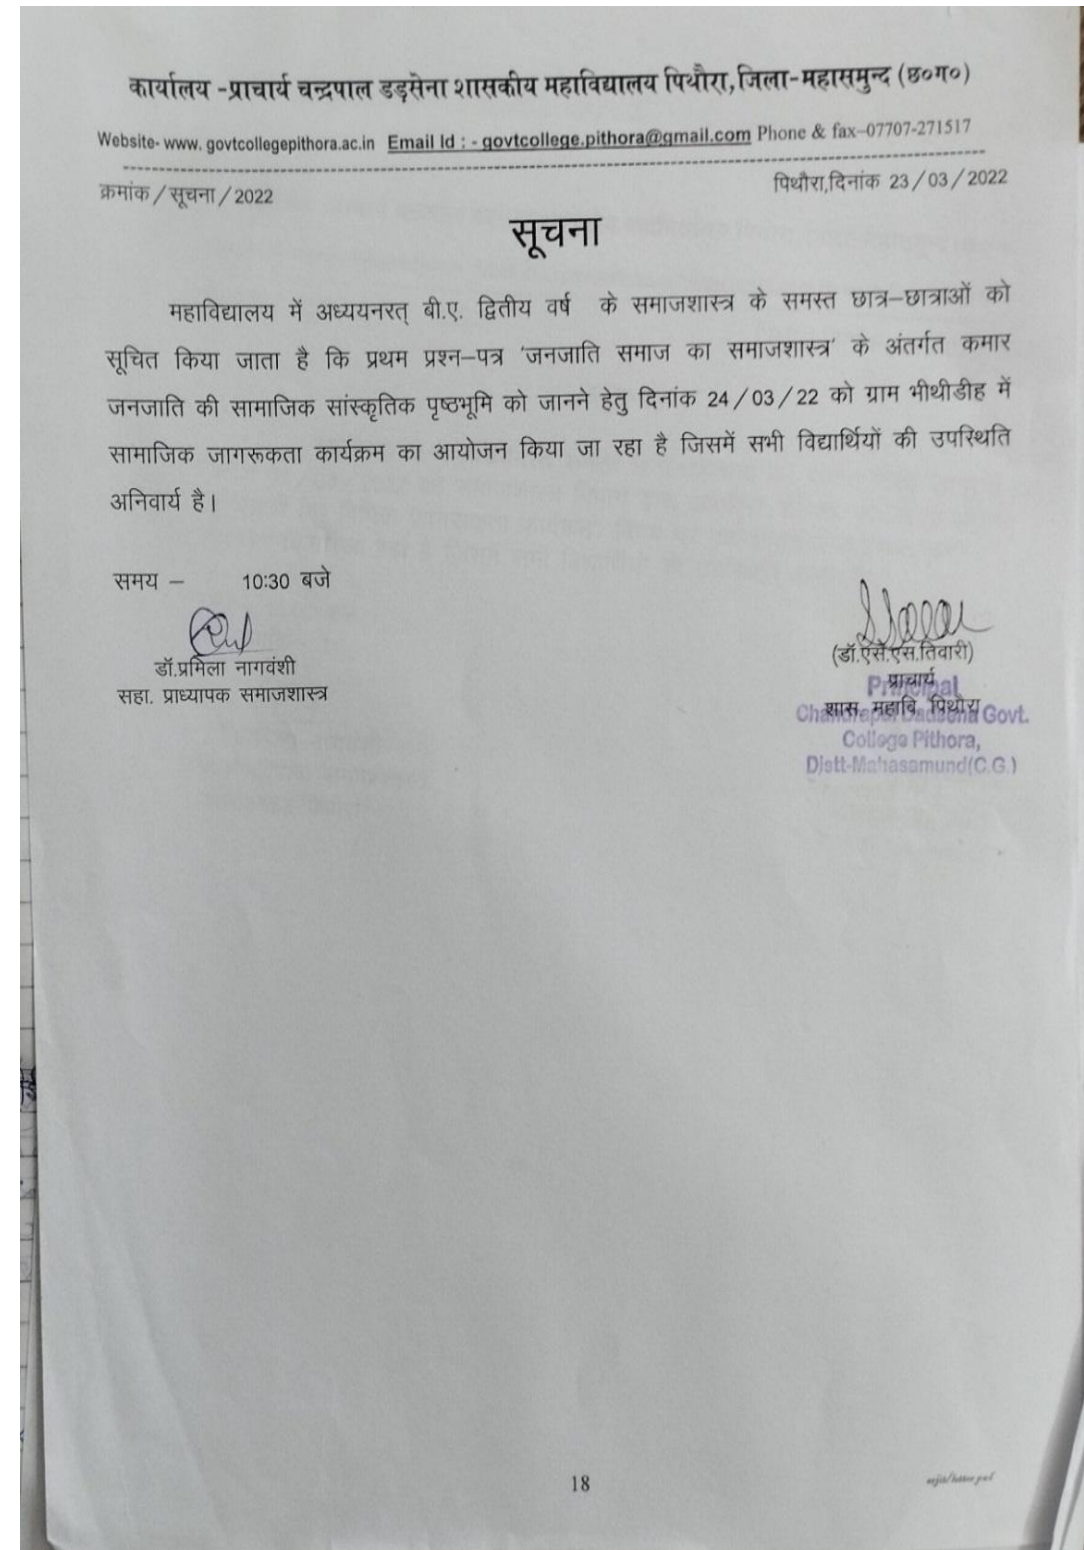 कार्यालय -प्राचार्य चन्द्रपाल डड़सेना शासकीय महाविद्यालय पिथौरा,जिला-महासमुन्द (छ०ग०)
Website- www. govtcollegepithora.ac.in Email Id : - govtcollege.pithora@gmail.com Phone & fax–07707-271517
क्रमांक/सूचना/2022 पिथौरा,दिनांक 23/03/2022
सूचना
महाविद्यालय में अध्ययनरत् बी.ए. द्वितीय वर्ष के समाजशास्त्र के समस्त छात्र–छात्राओं को
सूचित किया जाता है कि प्रथम प्रश्न–पत्र 'जनजाति समाज का समाजशास्त्र' के अंतर्गत कमार
जनजाति की सामाजिक सांस्कृतिक पृष्ठभूमि को जानने हेतु दिनांक 24/03/22 को ग्राम भीथीडीह में
सामाजिक जागरूकता कार्यक्रम का आयोजन किया जा रहा है जिसमें सभी विद्यार्थियों की उपस्थिति
अनिवार्य है।
समय – 10:30 बजे
डॉ.प्रमिला नागवंशी
सहा. प्राध्यापक समाजशास्त्र
(डॉ.एस.एस.तिवारी)
प्राचार्य
Principal
शास. महावि. पिथौरा
Chandrapal Dadsena Govt.
College Pithora,
Distt-Mahasamund(C.G.)
18